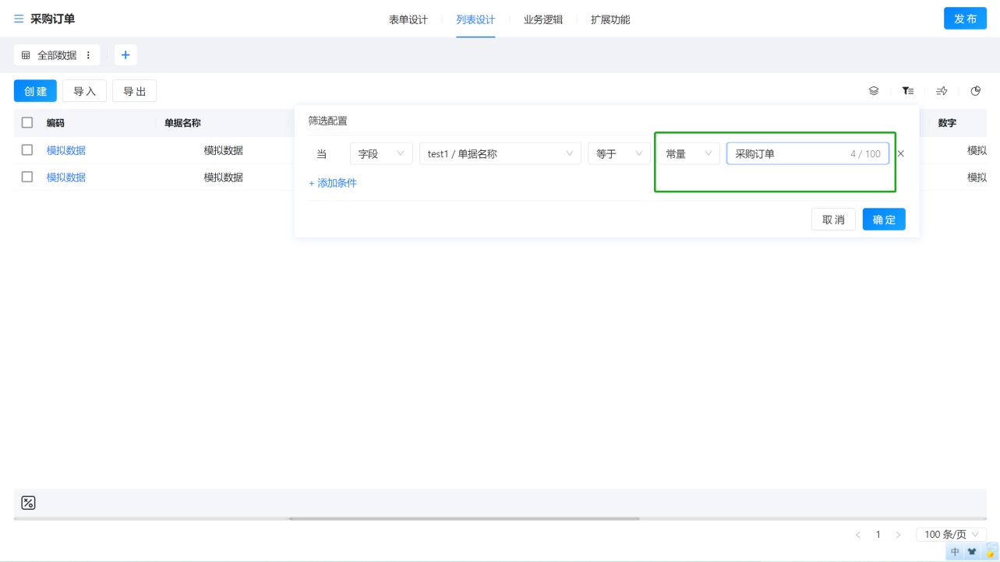 采购订单
表单设计 列表设计 业务逻辑 扩展功能
发布
全部数据
创建 导入 导出
编码 单据名称 数字
筛选配置
当 字段 test1 / 单据名称 等于 常量 采购订单 4 / 100
模拟数据 模拟数据 模拟
模拟数据 模拟数据 模拟
+ 添加条件
取消 确定
1 100 条/页
中